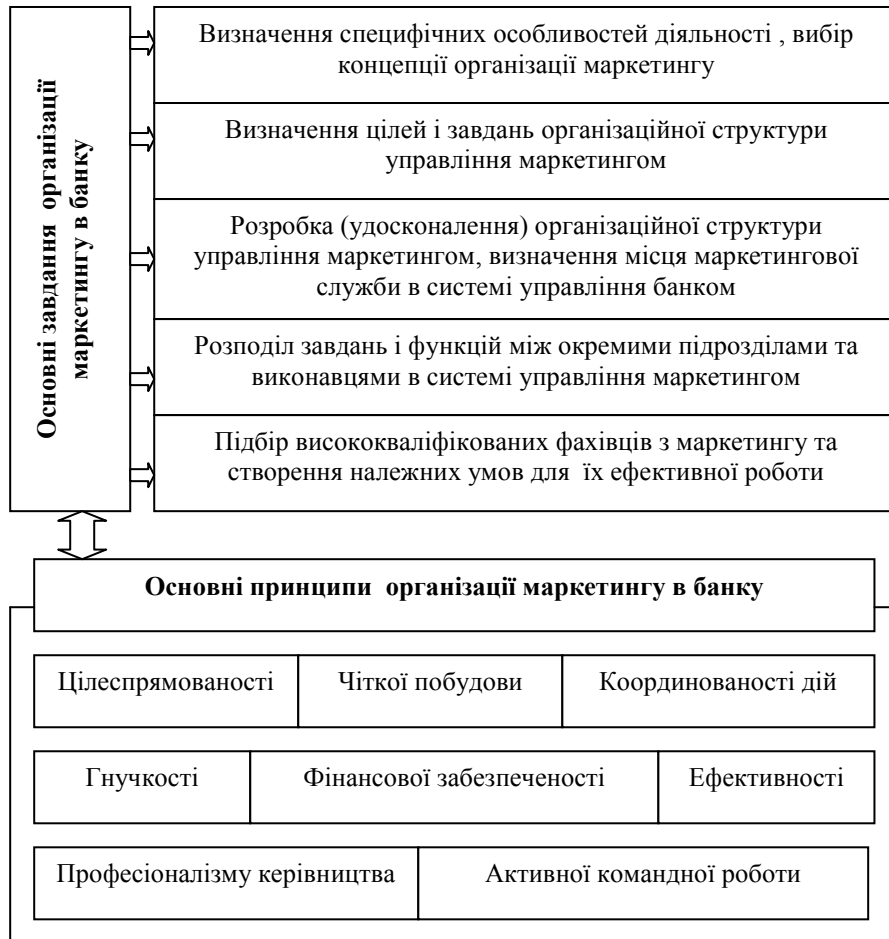 Основні завдання організації
маркетингу в банку
Визначення специфічних особливостей діяльності , вибір
концепції організації маркетингу
Визначення цілей і завдань організаційної структури
управління маркетингом
Розробка (удосконалення) організаційної структури
управління маркетингом, визначення місця маркетингової
служби в системі управління банком
Розподіл завдань і функцій між окремими підрозділами та
виконавцями в системі управління маркетингом
Підбір висококваліфікованих фахівців з маркетингу та
створення належних умов для їх ефективної роботи
Основні принципи організації маркетингу в банку
Цілеспрямованості Чіткої побудови Координованості дій
Гнучкості Фінансової забезпеченості Ефективності
Професіоналізму керівництва Активної командної роботи